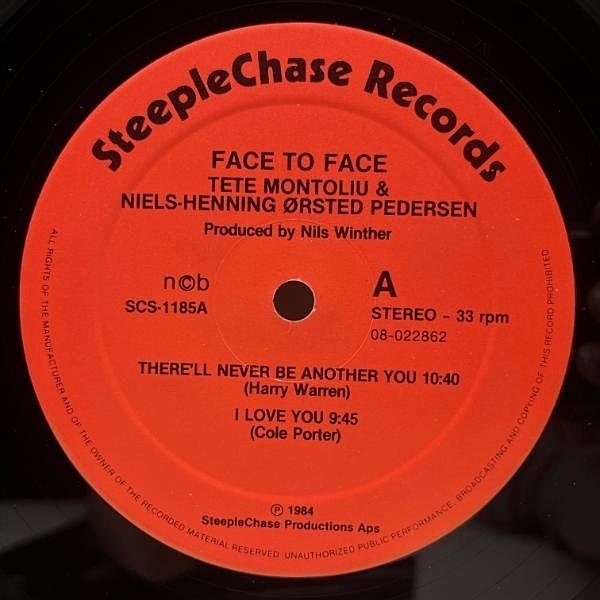 SteepleChase Records
FACE TO FACE
TETE MONTOLIU &
NIELS-HENNING ØRSTED PEDERSEN
Produced by Nils Winther
n©b
SCS-1185A
A
STEREO - 33 rpm
08-022862
THERE'LL NEVER BE ANOTHER YOU 10:40
(Harry Warren)
I LOVE YOU 9:45
(Cole Porter)
℗ 1984
SteepleChase Productions Aps
ALL RIGHTS OF THE MANUFACTURER AND OF THE OWNER OF THE RECORDED MATERIAL RESERVED. UNAUTHORIZED PUBLIC PERFORMANCE. BROADCASTING AND COPYING OF THIS RECORD PROHIBITED.